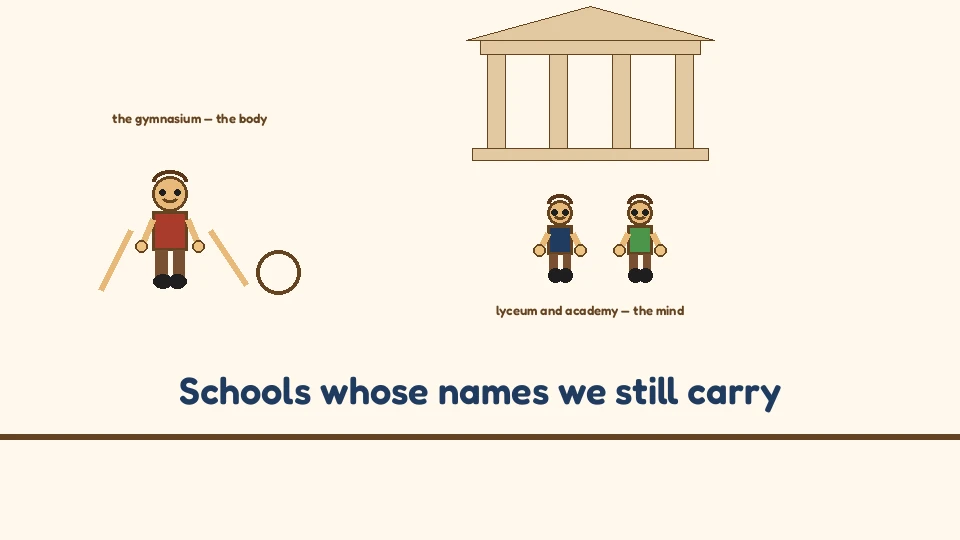 the gymnasium — the body
lyceum and academy — the mind
Schools whose names we still carry